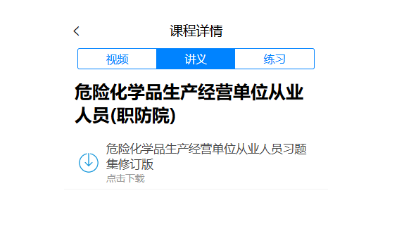 课程详情
视频 讲义 练习
危险化学品生产经营单位从业
人员(职防院)
危险化学品生产经营单位从业人员习题
集修订版
点击下载